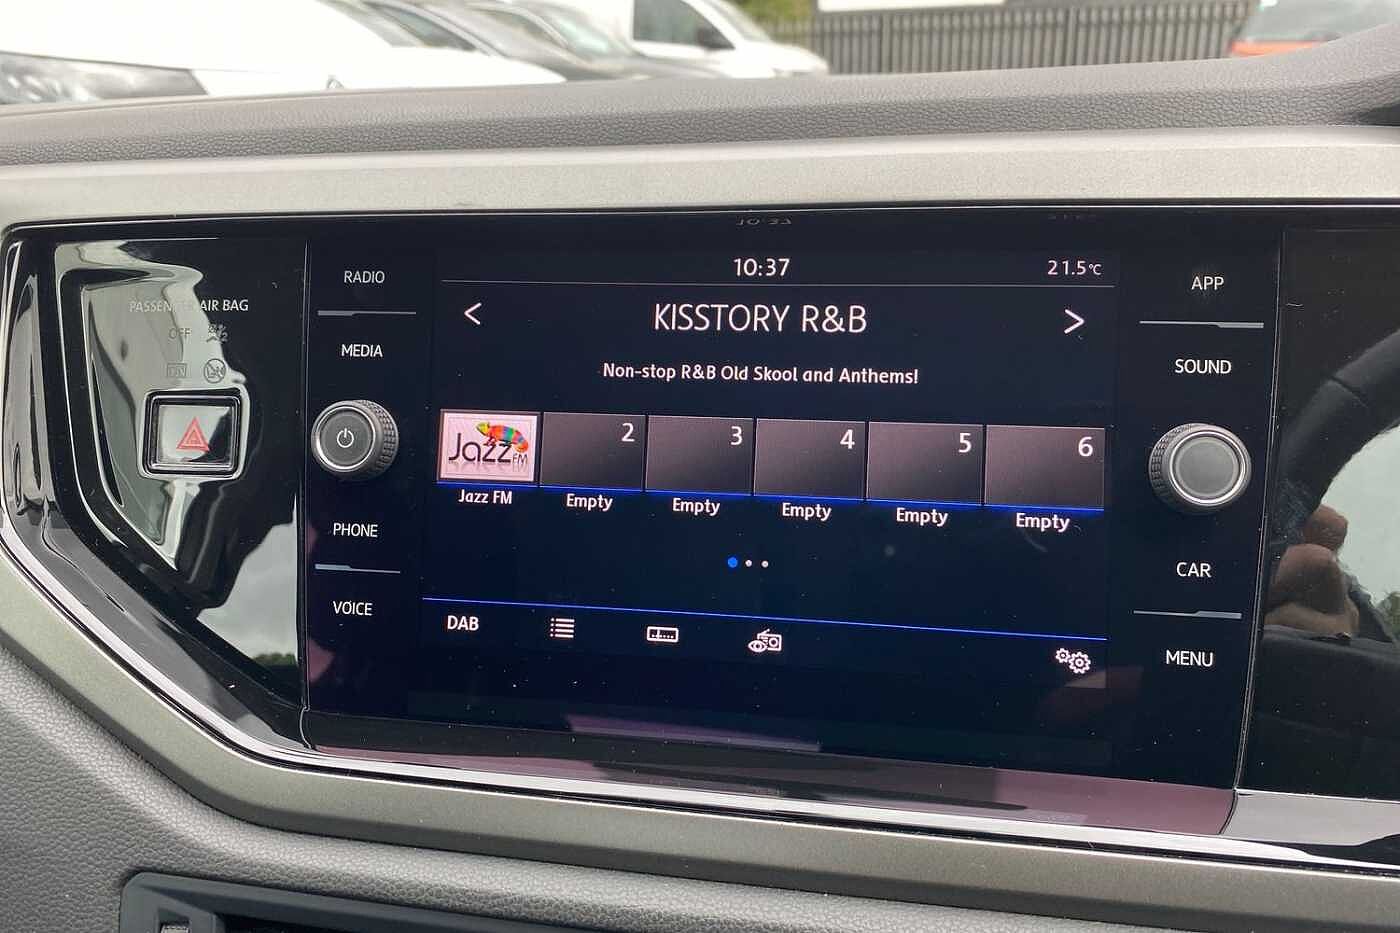 RADIO
MEDIA
PHONE
VOICE
PASSENGER AIR BAG
OFF
ON
10:37
21.5°C
< KISSTORY R&B >
Non-stop R&B Old Skool and Anthems!
Jazz FM
2
3
4
5
6
Jazz FM
Empty
Empty
Empty
Empty
Empty
DAB
APP
SOUND
CAR
MENU